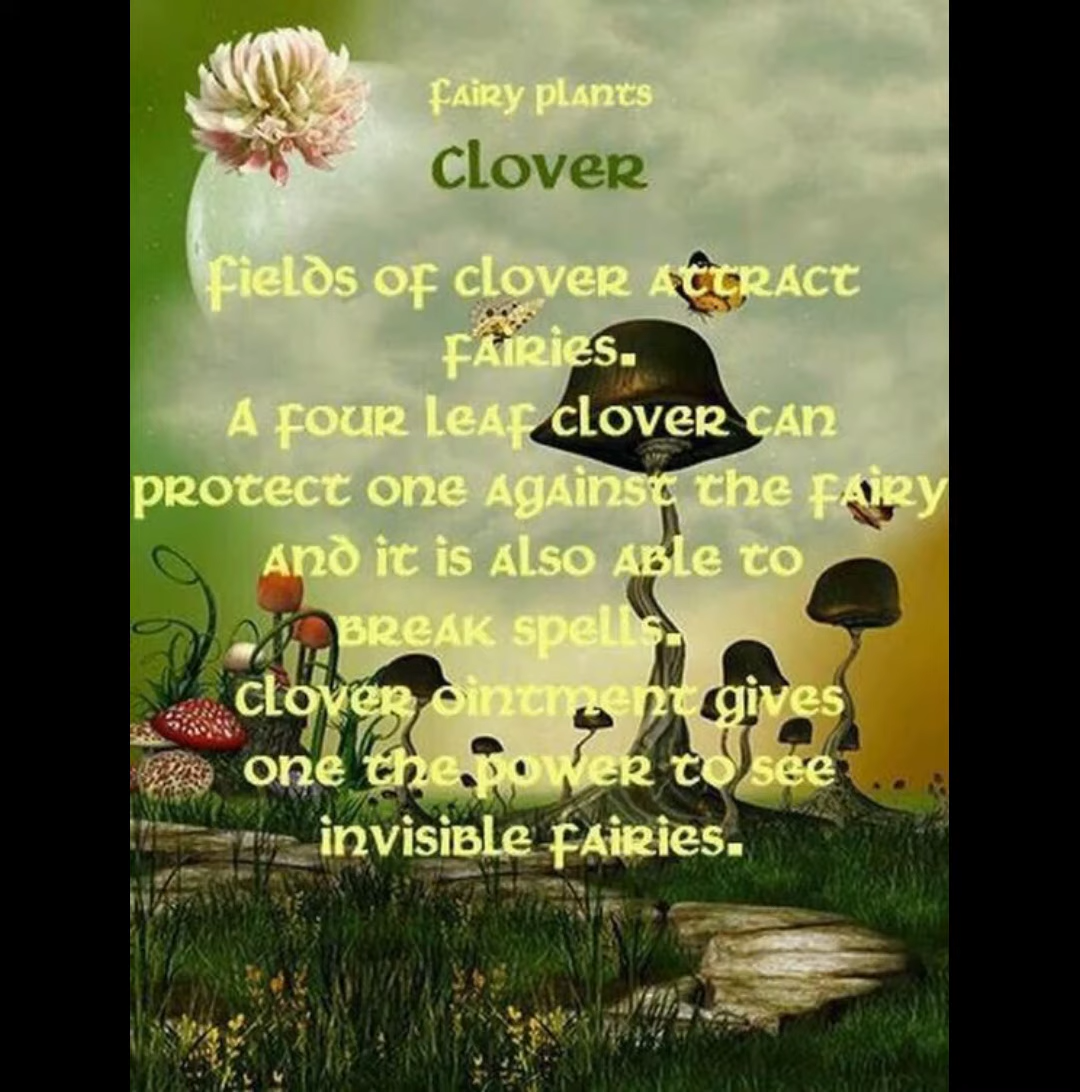 Fairy Plants
Clover
Fields of clover attract
fairies.
A four leaf clover can
protect one against the fairy
and it is also able to
break spells.
Clover ointment gives
one the power to see
invisible fairies.